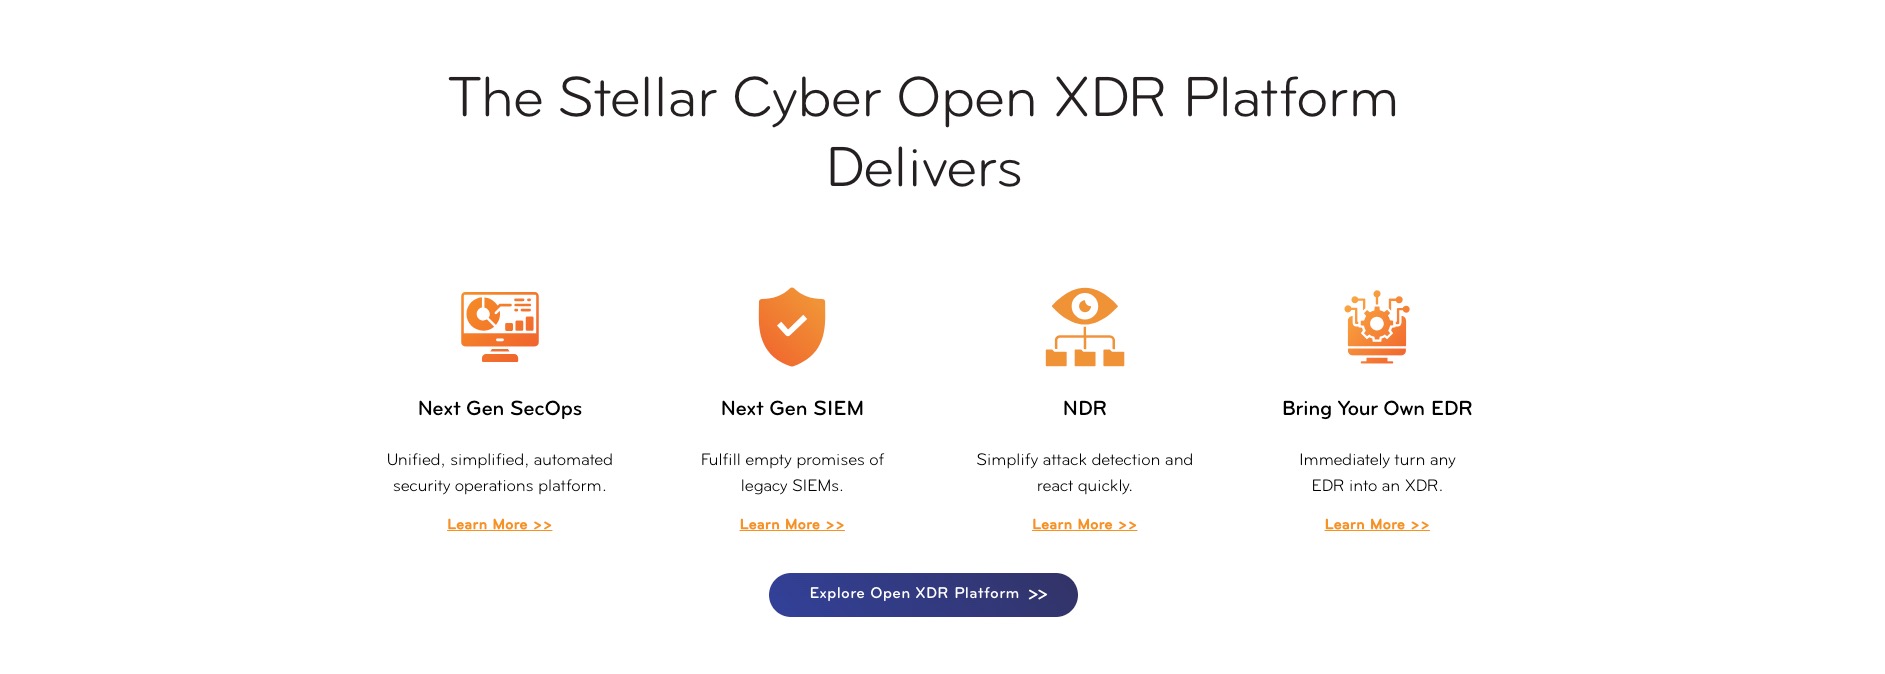 The Stellar Cyber Open XDR Platform
Delivers
Next Gen SecOps
Unified, simplified, automated
security operations platform.
Learn More >>
Next Gen SIEM
Fulfill empty promises of
legacy SIEMs.
Learn More >>
NDR
Simplify attack detection and
react quickly.
Learn More >>
Bring Your Own EDR
Immediately turn any
EDR into an XDR.
Learn More >>
Explore Open XDR Platform >>